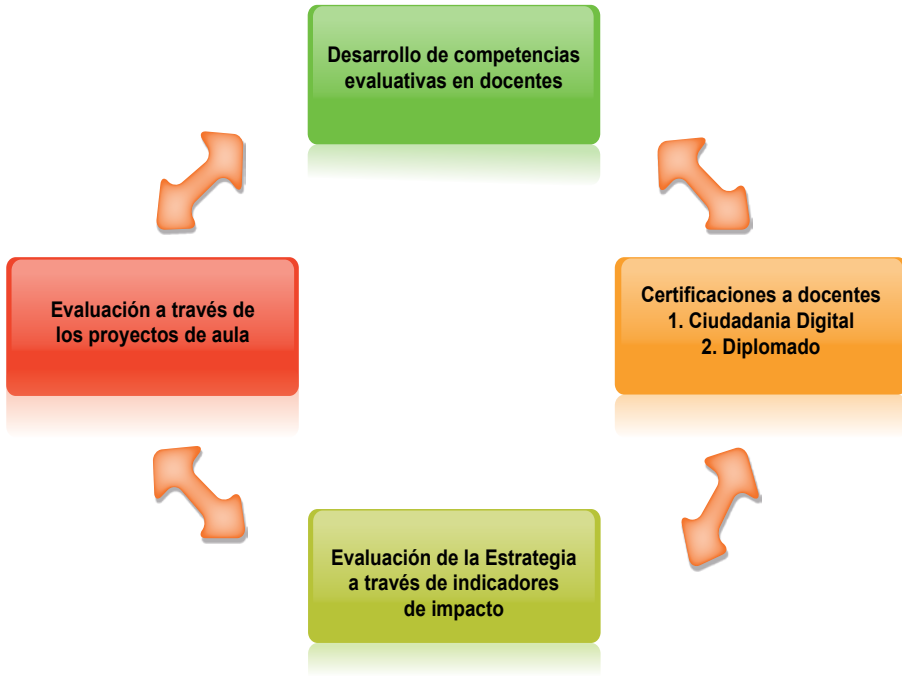 Desarrollo de competencias
evaluativas en docentes
Evaluación a través de
los proyectos de aula
Certificaciones a docentes
1. Ciudadania Digital
2. Diplomado
Evaluación de la Estrategia
a través de indicadores
de impacto